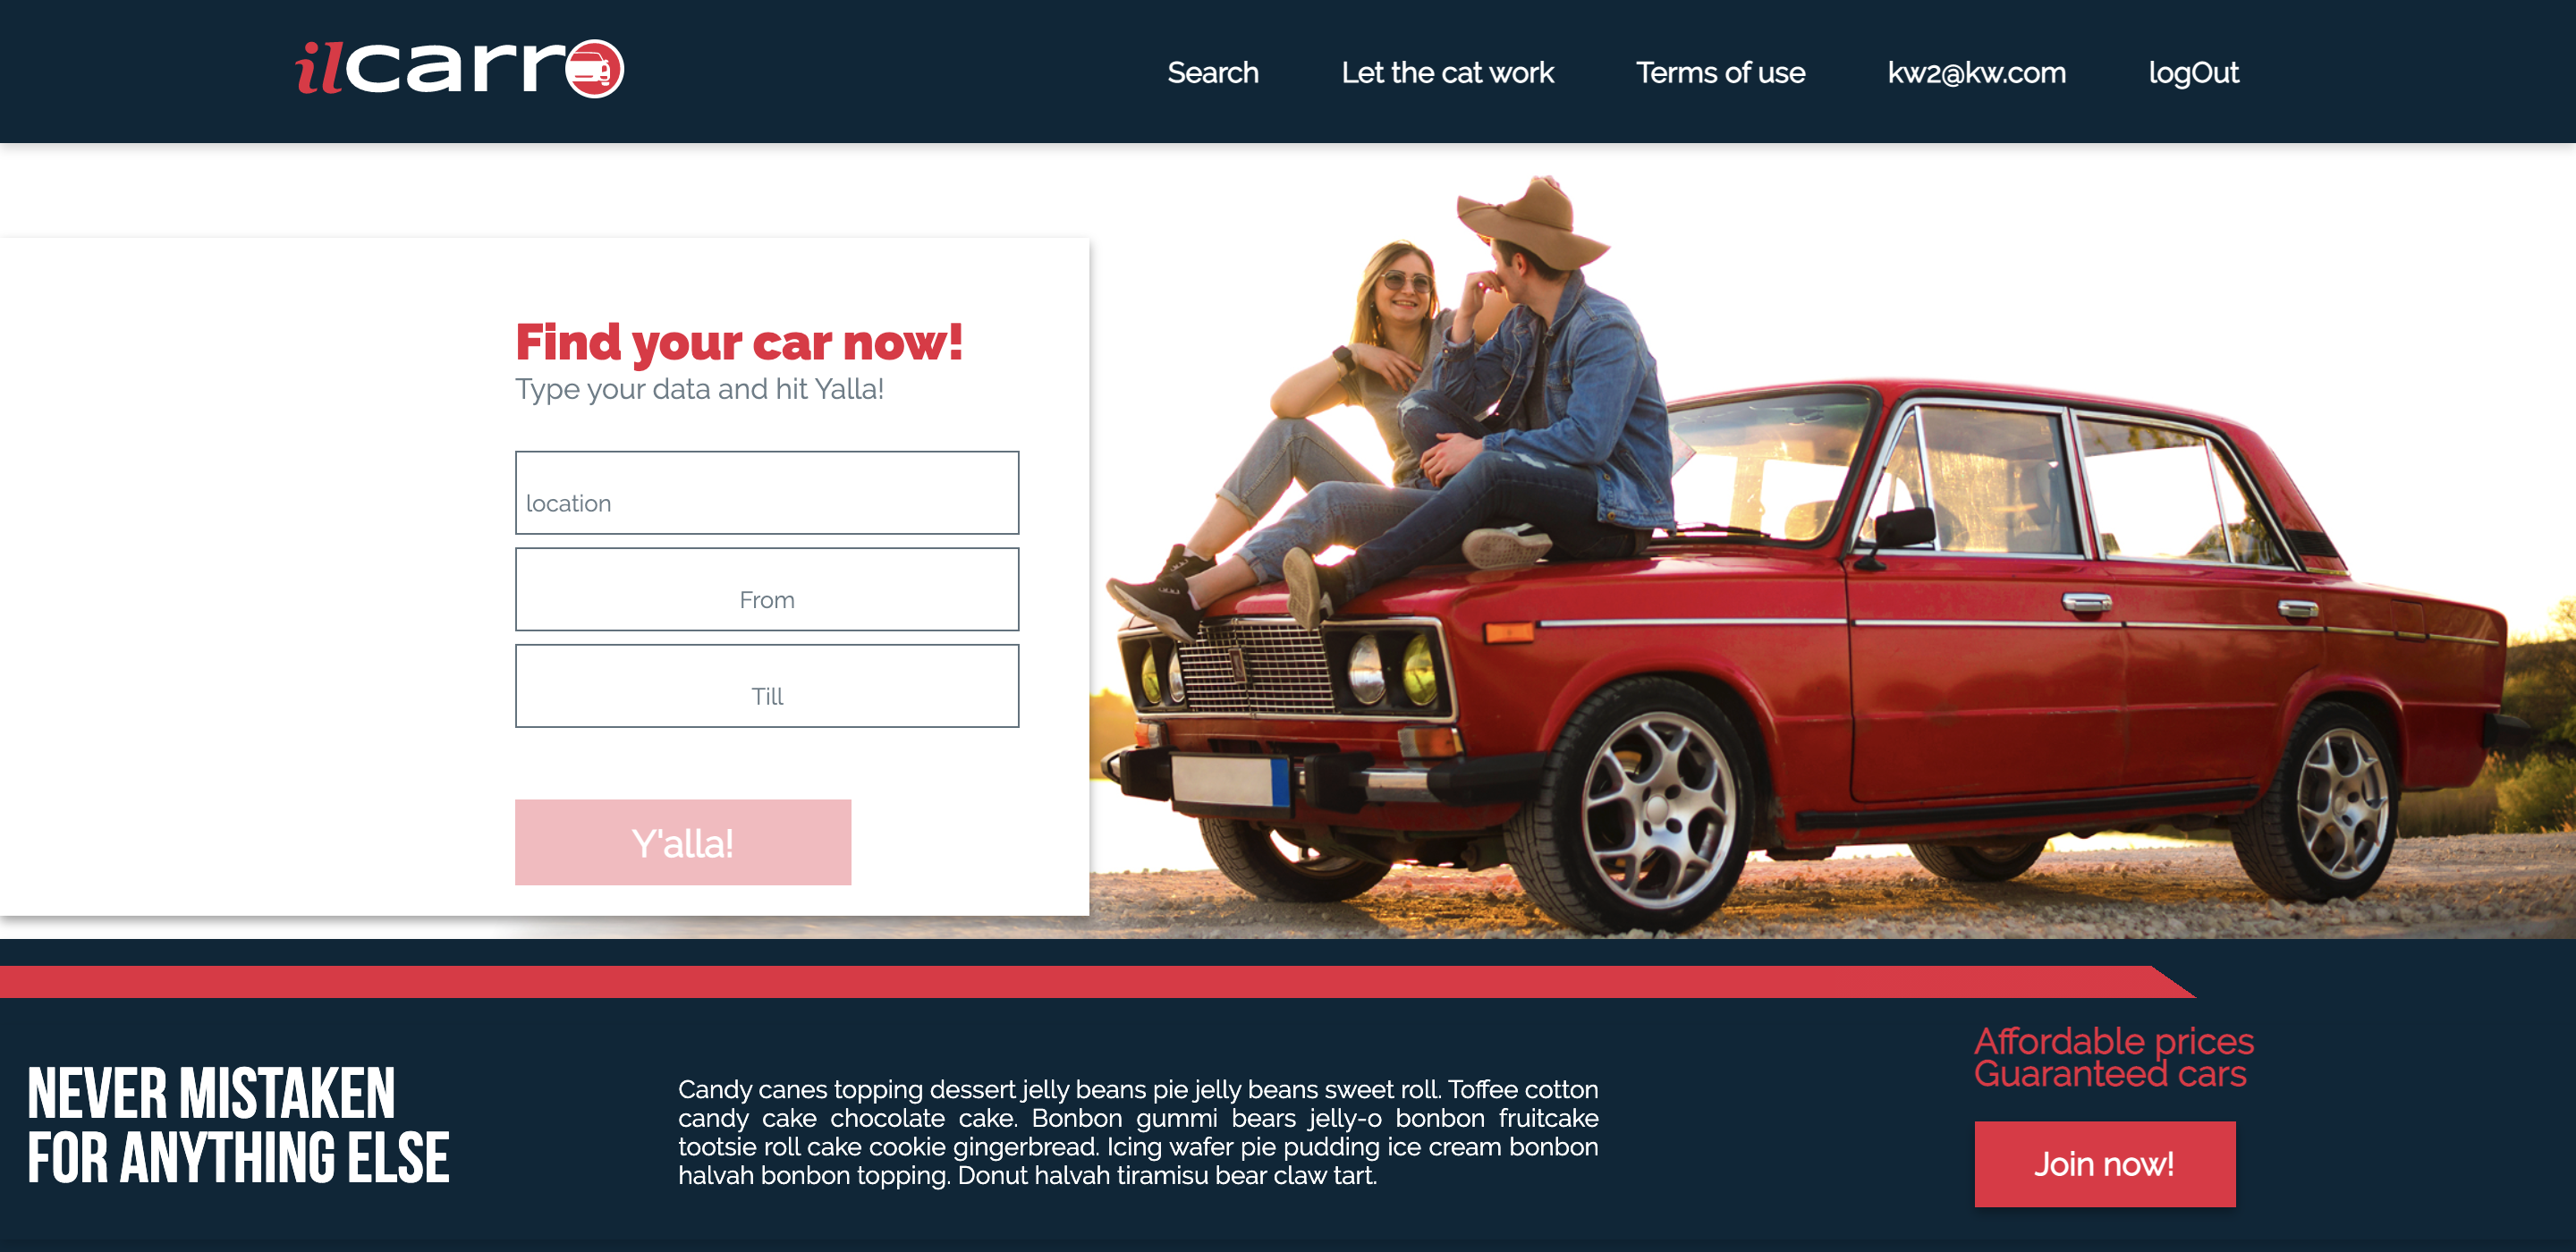 ilcarro
Search
Let the cat work
Terms of use
kw2@kw.com
logOut
Find your car now!
Type your data and hit Yalla!
location
From
Till
Y'alla!
NEVER MISTAKEN
FOR ANYTHING ELSE
Candy canes topping dessert jelly beans pie jelly beans sweet roll. Toffee cotton
candy cake chocolate cake. Bonbon gummi bears jelly-o bonbon fruitcake
tootsie roll cake cookie gingerbread. Icing wafer pie pudding ice cream bonbon
halvah bonbon topping. Donut halvah tiramisu bear claw tart.
Affordable prices
Guaranteed cars
Join now!